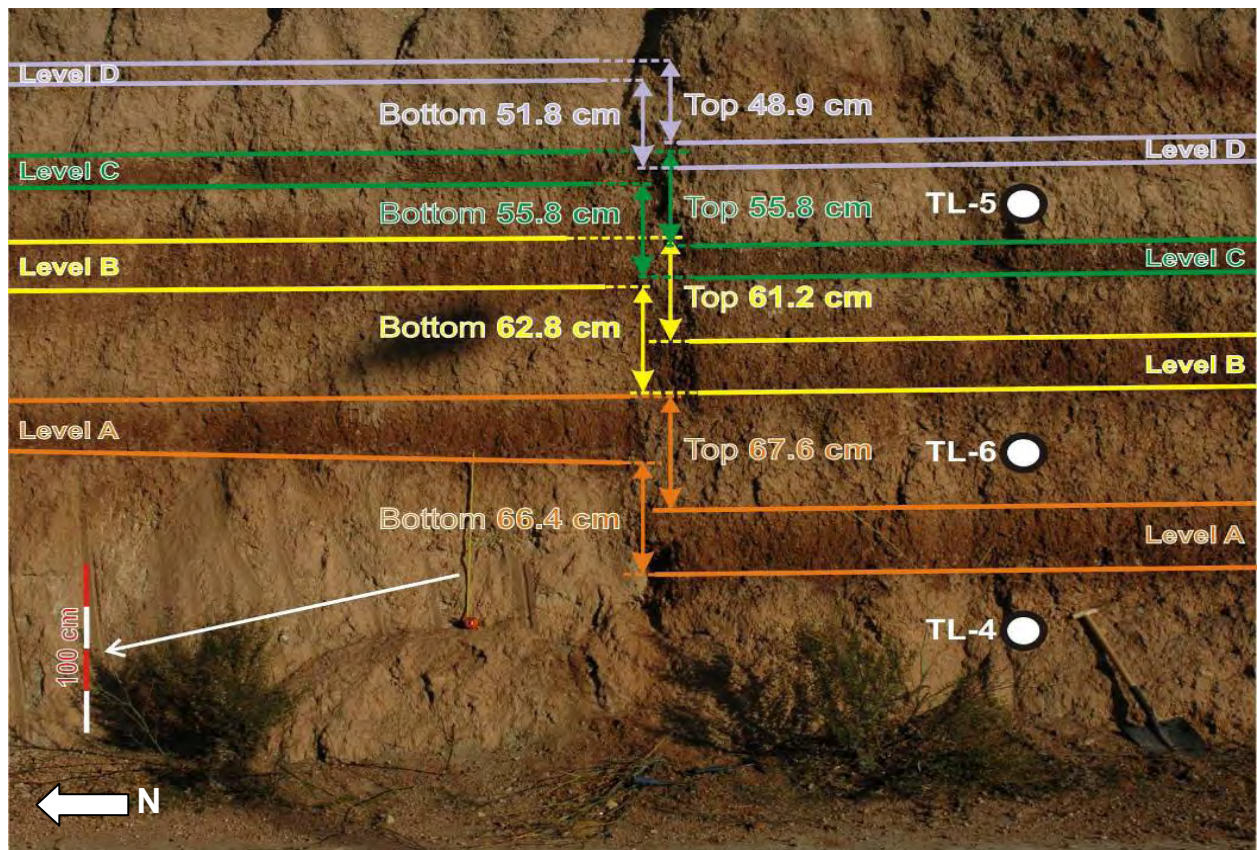 Level D
Bottom 51.8 cm
Top 48.9 cm
Level D
Level C
Bottom 55.8 cm
Top 55.8 cm
TL-5
Level C
Level B
Bottom 62.8 cm
Top 61.2 cm
Level B
Level A
Bottom 66.4 cm
Top 67.6 cm
TL-6
Level A
100 cm
TL-4
N